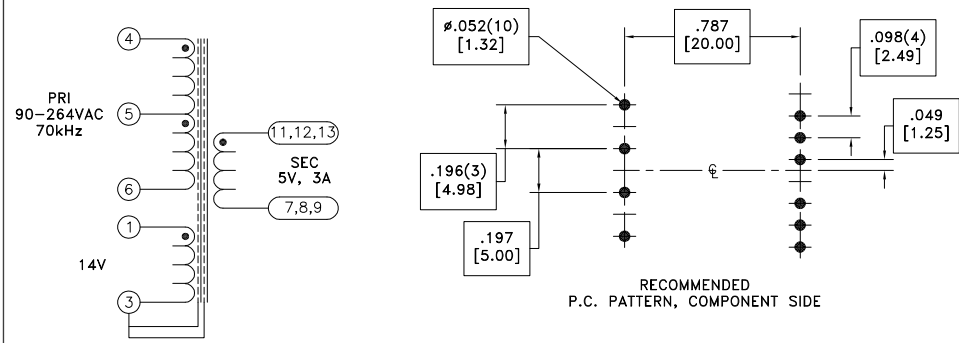 4
PRI
90-264VAC
70kHz
5
6
11,12,13
SEC
5V, 3A
7,8,9
1
14V
3
ø.052(10)
[1.32]
.787
[20.00]
.098(4)
[2.49]
.049
[1.25]
.196(3)
[4.98]
℄
.197
[5.00]
RECOMMENDED
P.C. PATTERN, COMPONENT SIDE